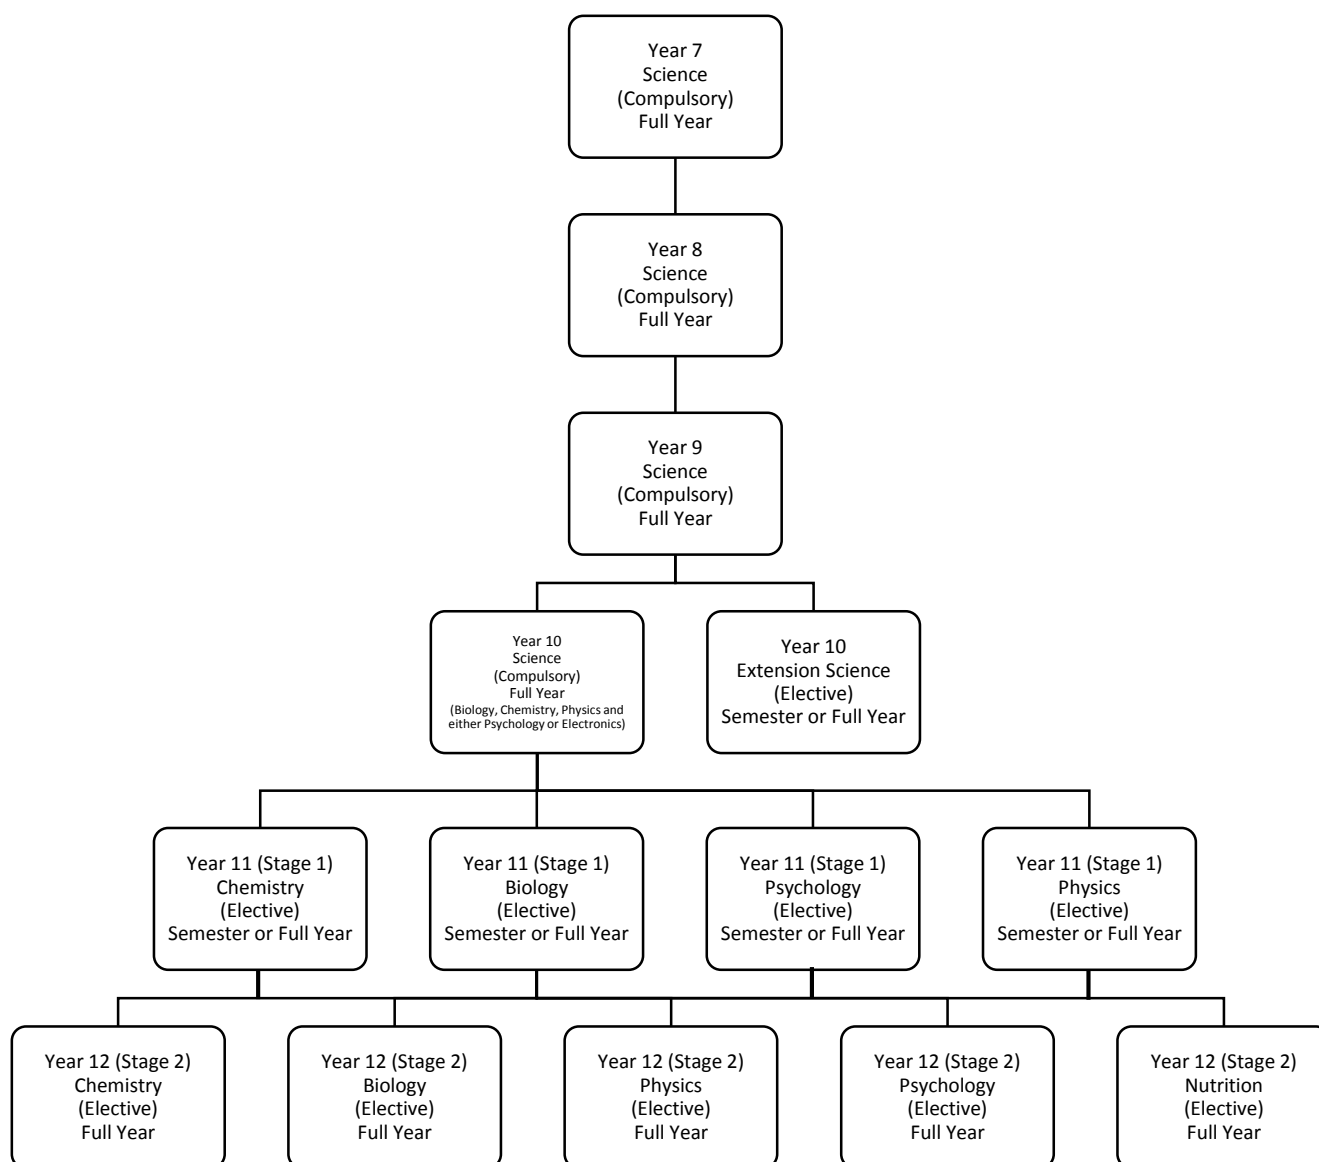 Year 7
Science
(Compulsory)
Full Year
Year 8
Science
(Compulsory)
Full Year
Year 9
Science
(Compulsory)
Full Year
Year 10
Science
(Compulsory)
Full Year
(Biology, Chemistry, Physics and
either Psychology or Electronics)
Year 10
Extension Science
(Elective)
Semester or Full Year
Year 11 (Stage 1)
Chemistry
(Elective)
Semester or Full Year
Year 11 (Stage 1)
Biology
(Elective)
Semester or Full Year
Year 11 (Stage 1)
Psychology
(Elective)
Semester or Full Year
Year 11 (Stage 1)
Physics
(Elective)
Semester or Full Year
Year 12 (Stage 2)
Chemistry
(Elective)
Full Year
Year 12 (Stage 2)
Biology
(Elective)
Full Year
Year 12 (Stage 2)
Physics
(Elective)
Full Year
Year 12 (Stage 2)
Psychology
(Elective)
Full Year
Year 12 (Stage 2)
Nutrition
(Elective)
Full Year